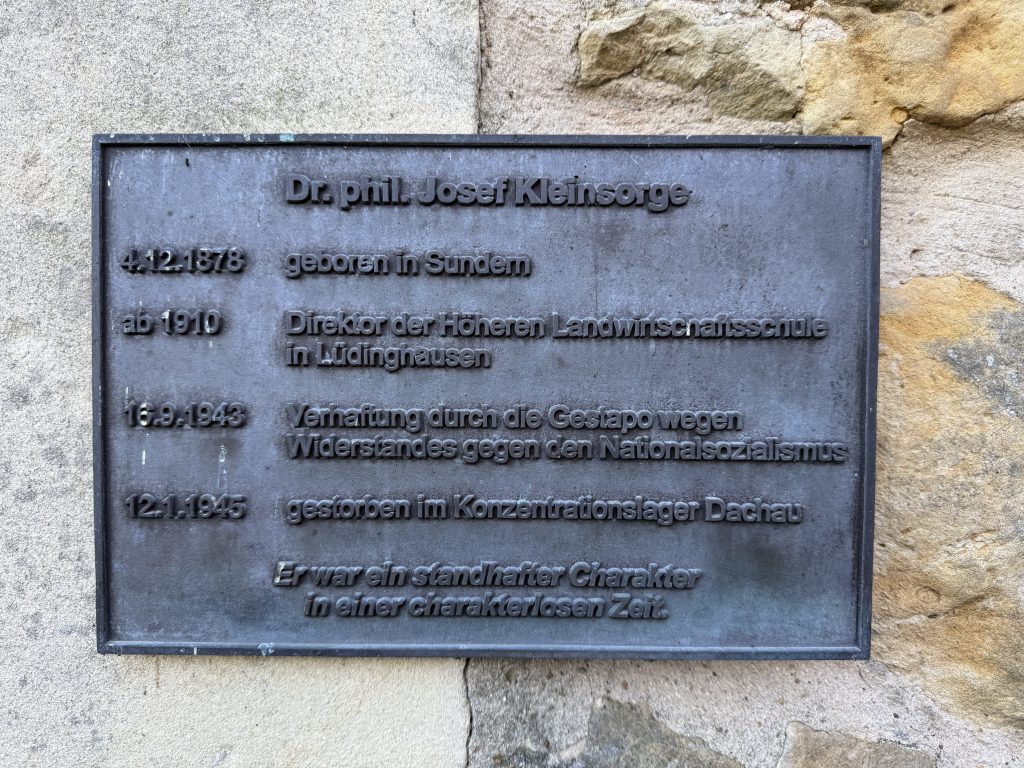 Dr. phil. Josef Kleinsorge
4.12.1878 geboren in Sundern
ab 1910 Direktor der Höheren Landwirtschaftsschule
in Lüdinghausen
16.9.1943 Verhaftung durch die Gestapo wegen
Widerstandes gegen den Nationalsozialismus
12.1.1945 gestorben im Konzentrationslager Dachau
Er war ein standhafter Charakter
in einer charakterlosen Zeit.